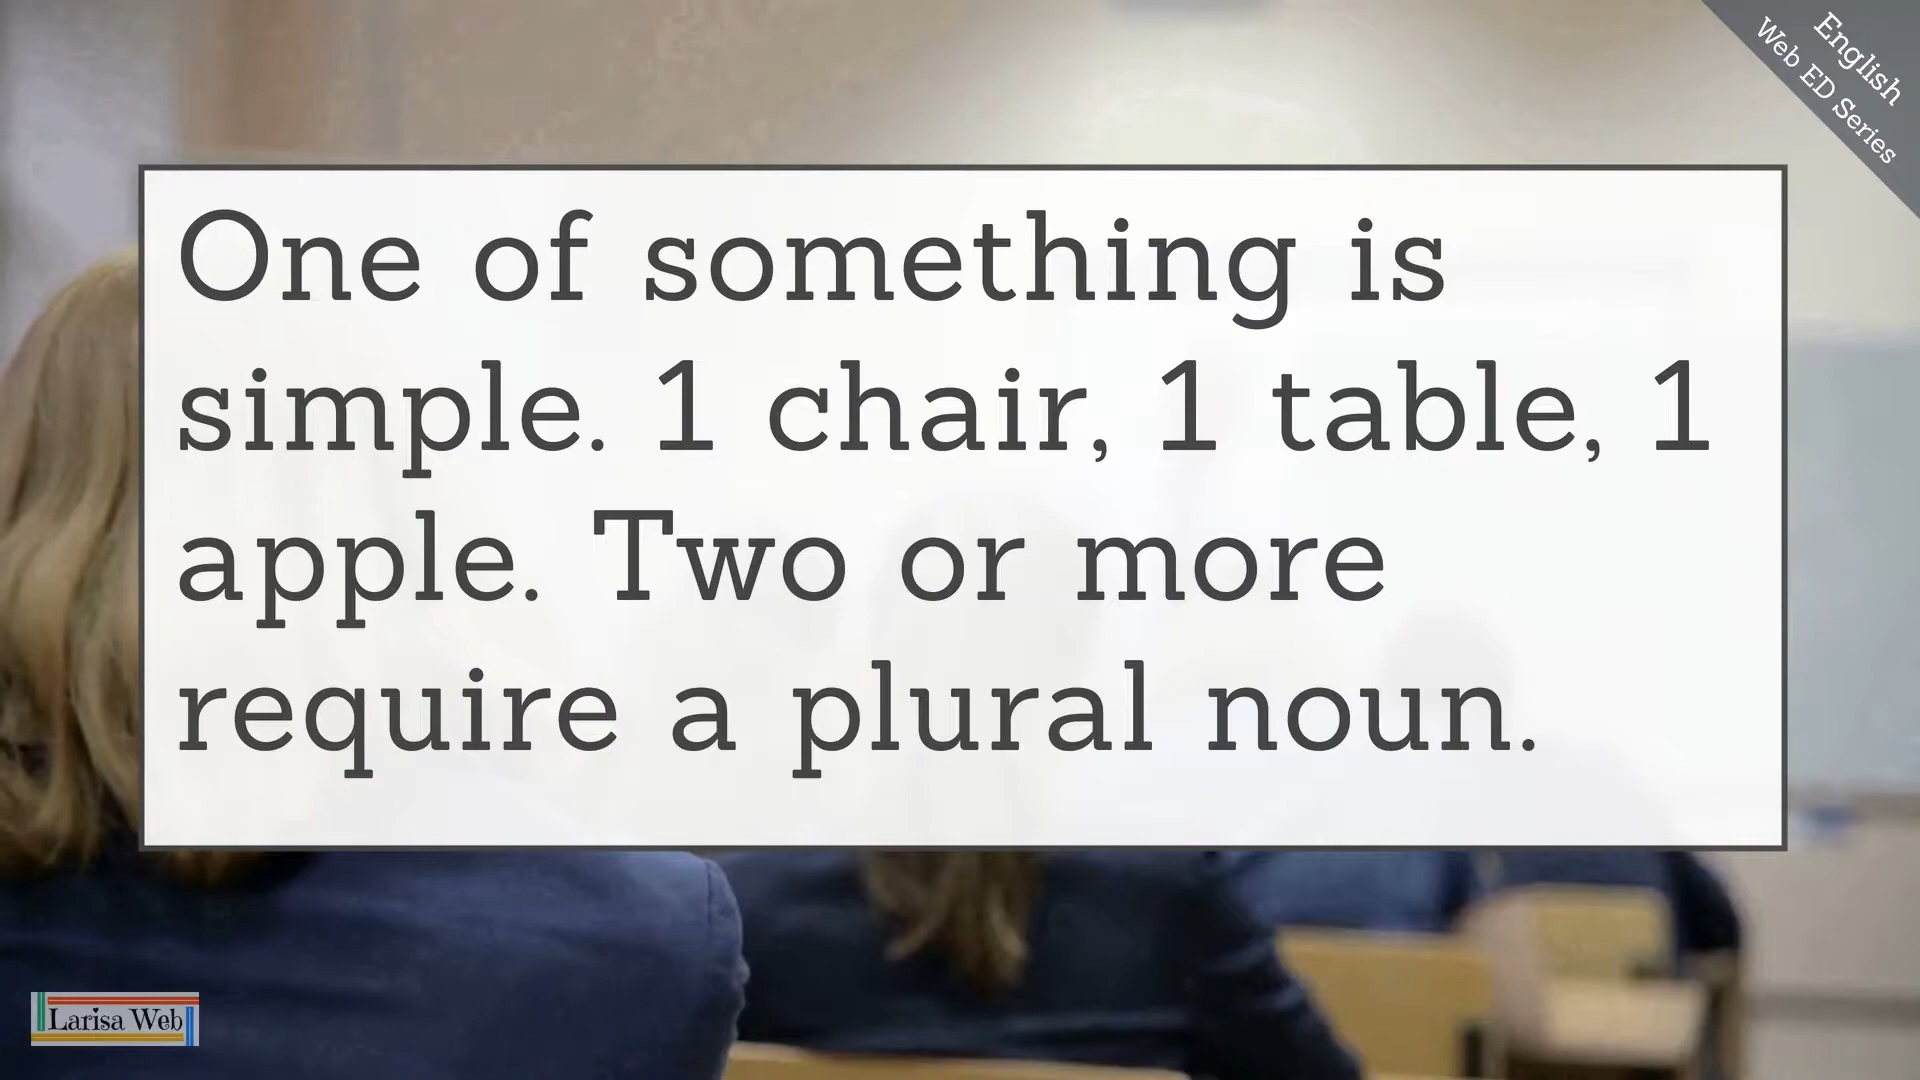 English
Web ED Series
One of something is
simple. 1 chair, 1 table, 1
apple. Two or more
require a plural noun.
Larisa Web